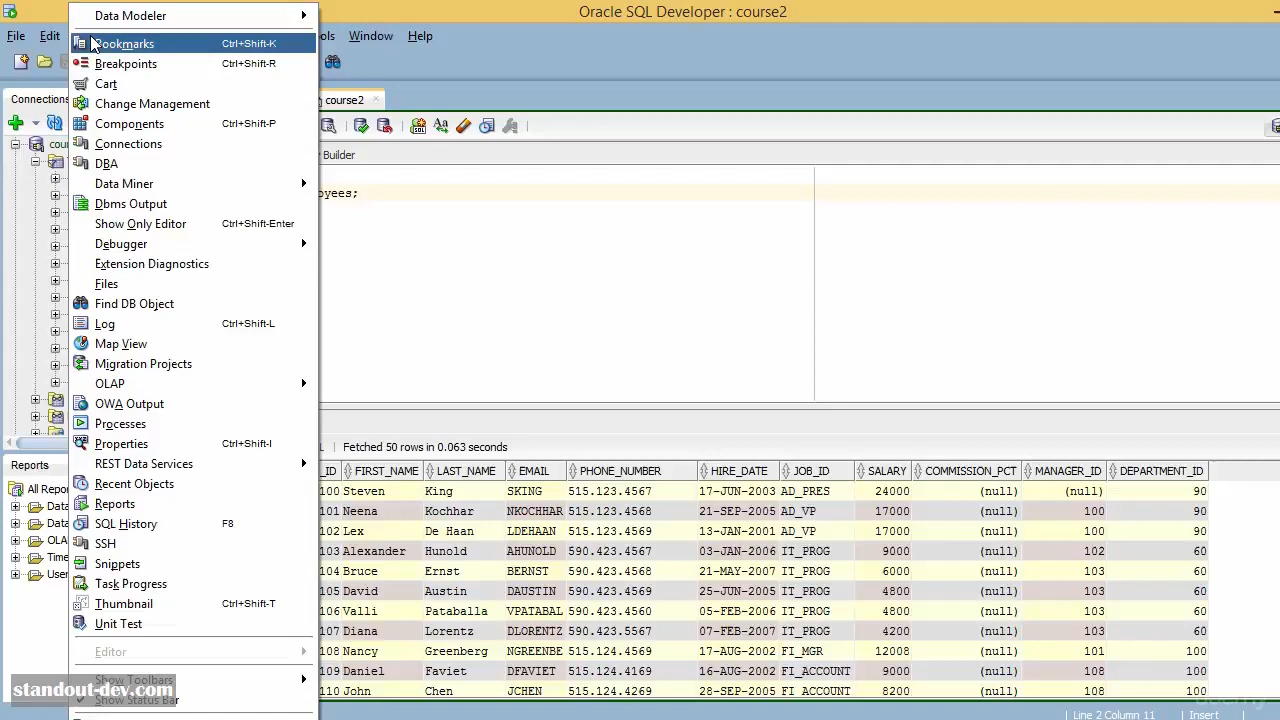 Oracle SQL Developer : course2
File Edit Window Help
Data Modeler
Bookmarks Ctrl+Shift-K
Breakpoints Ctrl+Shift-R
Cart
Change Management
Components Ctrl+Shift-P
Connections
DBA
Data Miner
Dbms Output
Show Only Editor Ctrl+Shift-Enter
Debugger
Extension Diagnostics
Files
Find DB Object
Log Ctrl+Shift-L
Map View
Migration Projects
OLAP
OWA Output
Processes
Properties Ctrl+Shift-I
REST Data Services
Recent Objects
Reports
SQL History F8
SSH
Snippets
Task Progress
Thumbnail Ctrl+Shift-T
Unit Test
Editor
Show Toolbars
Show Status Bar
Connections
Reports
All Repor
Data
Data
OLA
Time
User
course2
Builder
oyees;
Fetched 50 rows in 0.063 seconds
_ID FIRST_NAME LAST_NAME EMAIL PHONE_NUMBER HIRE_DATE JOB_ID SALARY COMMISSION_PCT MANAGER_ID DEPARTMENT_ID
100 Steven King SKING 515.123.4567 17-JUN-2003 AD_PRES 24000 (null) (null) 90
101 Neena Kochhar NKOCHHAR 515.123.4568 21-SEP-2005 AD_VP 17000 (null) 100 90
102 Lex De Haan LDEHAAN 515.123.4569 13-JAN-2001 AD_VP 17000 (null) 100 90
103 Alexander Hunold AHUNOLD 590.423.4567 03-JAN-2006 IT_PROG 9000 (null) 102 60
104 Bruce Ernst BERNST 590.423.4568 21-MAY-2007 IT_PROG 6000 (null) 103 60
105 David Austin DAUSTIN 590.423.4569 25-JUN-2005 IT_PROG 4800 (null) 103 60
106 Valli Pataballa VPATABAL 590.423.4560 05-FEB-2006 IT_PROG 4800 (null) 103 60
107 Diana Lorentz DLORENTZ 590.423.5567 07-FEB-2007 IT_PROG 4200 (null) 103 60
108 Nancy Greenberg NGREENBE 515.124.4569 17-AUG-2002 FI_MGR 12008 (null) 101 100
109 Daniel Faviet DFAVIET 515.124.4169 16-AUG-2002 FI_ACCOUNT 9000 (null) 108 100
110 John Chen JCHEN 515.124.4269 28-SEP-2005 FI_ACCOUNT 8200 (null) 108 100
standout-dev.com
Line 2 Column 11 Insert